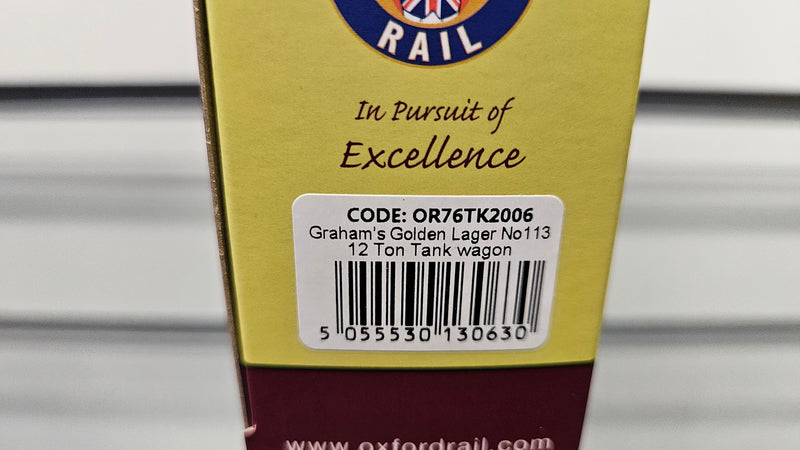 RAIL
In Pursuit of
Excellence
CODE: OR76TK2006
Graham's Golden Lager No113
12 Ton Tank wagon
5 055530 130630
www.oxfordrail.com